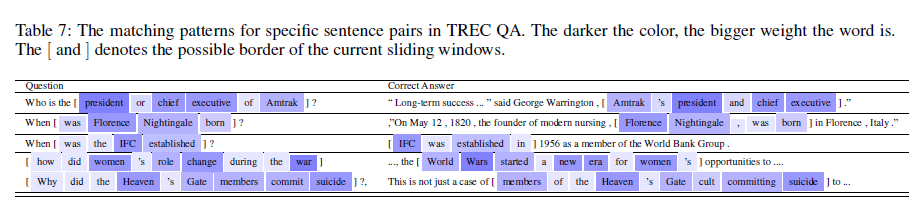 Table 7: The matching patterns for specific sentence pairs in TREC QA. The darker the color, the bigger weight the word is.
The [ and ] denotes the possible border of the current sliding windows.
Question Correct Answer
Who is the [ president or chief executive of Amtrak ] ? “ Long-term success ... ” said George Warrington , [ Amtrak 's president and chief executive ] .”
When [ was Florence Nightingale born ] ? ,”On May 12 , 1820 , the founder of modern nursing , [ Florence Nightingale , was born ] in Florence , Italy .”
When [ was the IFC established ] ? [ IFC was established in ] 1956 as a member of the World Bank Group .
[ how did women 's role change during the war ] ..., the [ World Wars started a new era for women 's ] opportunities to ....
[ Why did the Heaven 's Gate members commit suicide ] ?, This is not just a case of [ members of the Heaven 's Gate cult committing suicide ] to ...